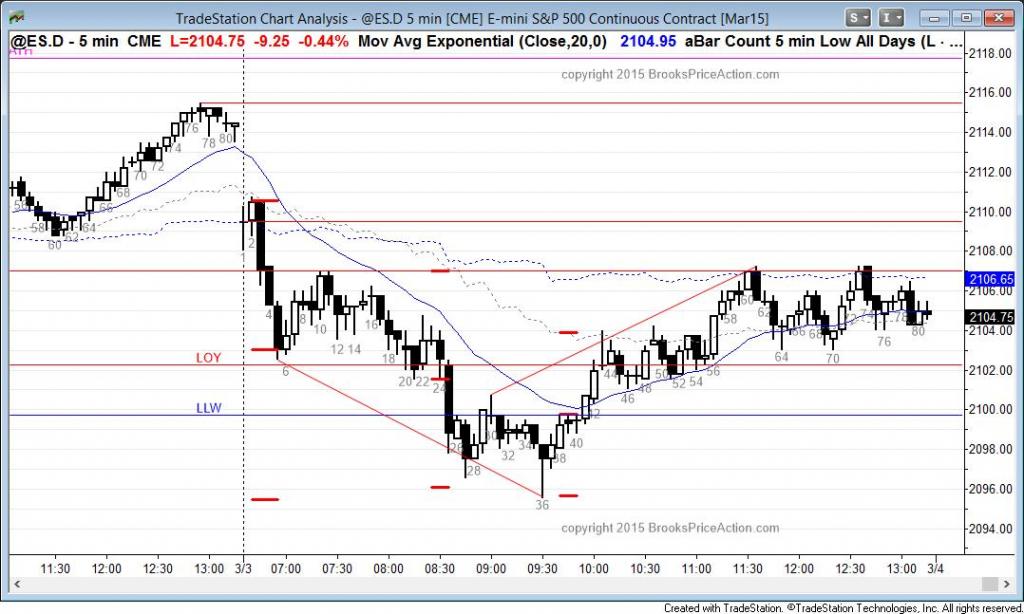 TradeStation Chart Analysis - @ES.D 5 min [CME] E-mini S&P 500 Continuous Contract [Mar15]
S I
@ES.D - 5 min CME L=2104.75 -9.25 -0.44% Mov Avg Exponential (Close,20,0) 2104.95 aBar Count 5 min Low All Days (L · ...
2118.00
copyright 2015 BrooksPriceAction.com
2116.00
2114.00
76 78 80
74
72
70
68
66
64
62
60
58
2112.00
2110.00
2
2108.00
2106.65
2106.00
4
8 10 12 14 16 18 20 22 24
2104.75
2104.00
58 60 62 64 66 68 70 72 76 78 80
LOY
6
44 46 48 50 52 54 56
2102.00
LLW
42
2100.00
26 28 30 32 34 38 40
2098.00
2096.00
36
copyright 2015 BrooksPriceAction.com
2094.00
11:30 12:00 12:30 13:00 3/3 07:00 07:30 08:00 08:30 09:00 09:30 10:00 10:30 11:00 11:30 12:00 12:30 13:00 3/4
Created with TradeStation. ©TradeStation Technologies, Inc. All rights reserved.